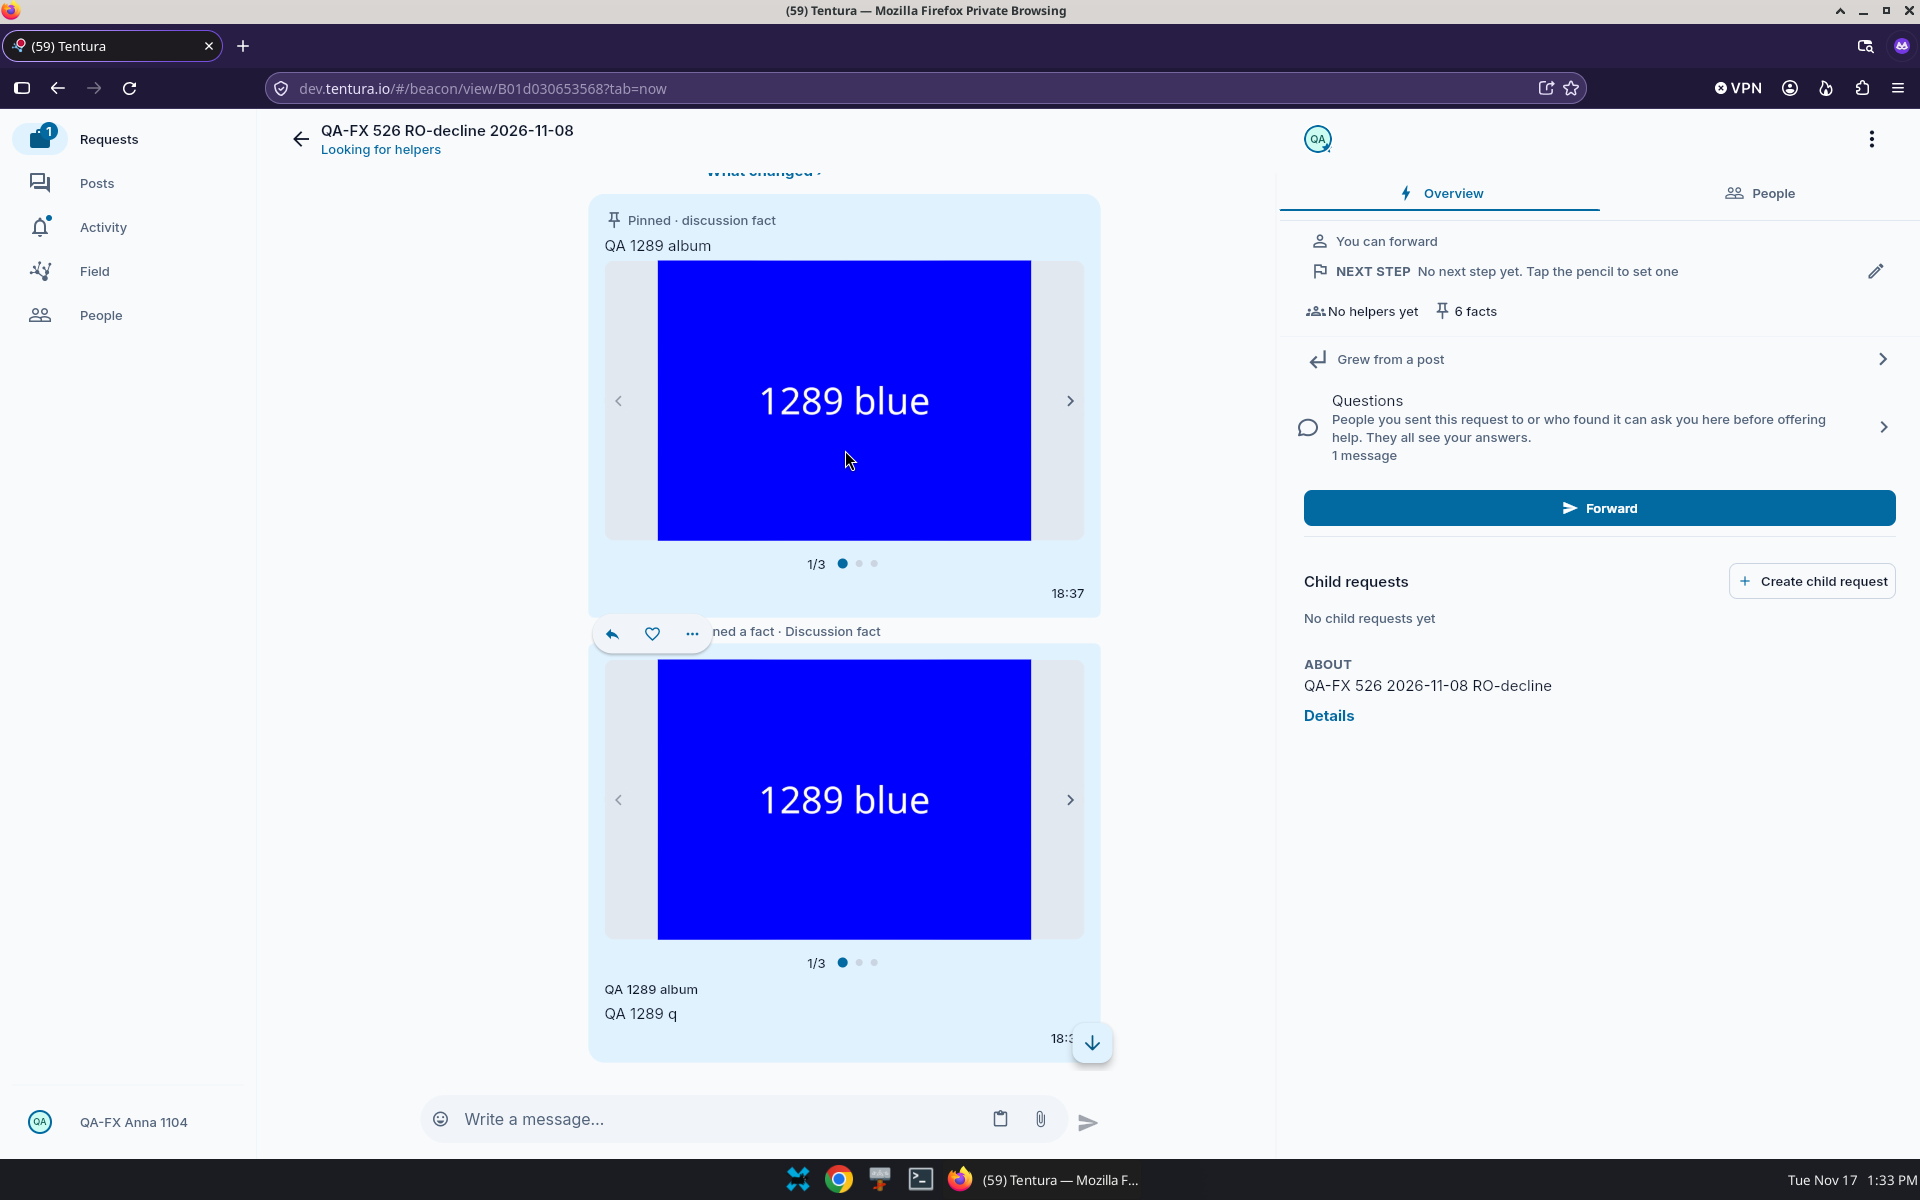 (59) Tentura — Mozilla Firefox Private Browsing
(59) Tentura
dev.tentura.io/#/beacon/view/B01d030653568?tab=now
VPN
1
Requests
Posts
Activity
Field
People
QA
QA-FX Anna 1104
QA-FX 526 RO-decline 2026-11-08
Looking for helpers
What changed ›
Pinned · discussion fact
QA 1289 album
1289 blue
1/3
18:37
ned a fact · Discussion fact
1289 blue
1/3
QA 1289 album
QA 1289 q
18:3
Write a message...
QA
Overview
People
You can forward
NEXT STEP No next step yet. Tap the pencil to set one
No helpers yet
6 facts
Grew from a post
Questions
People you sent this request to or who found it can ask you here before offering
help. They all see your answers.
1 message
Forward
Child requests
Create child request
No child requests yet
ABOUT
QA-FX 526 2026-11-08 RO-decline
Details
(59) Tentura — Mozilla F...
Tue Nov 17 1:33 PM